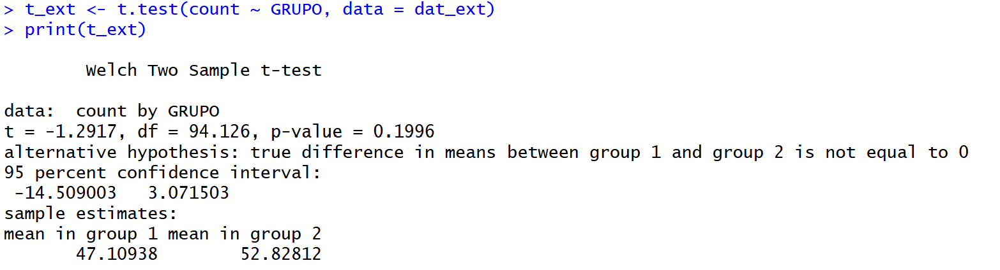 > t_ext <- t.test(count ~ GRUPO, data = dat_ext)
> print(t_ext)
Welch Two Sample t-test
data:  count by GRUPO
t = -1.2917, df = 94.126, p-value = 0.1996
alternative hypothesis: true difference in means between group 1 and group 2 is not equal to 0
95 percent confidence interval:
 -14.509003   3.071503
sample estimates:
mean in group 1 mean in group 2
       47.10938        52.82812